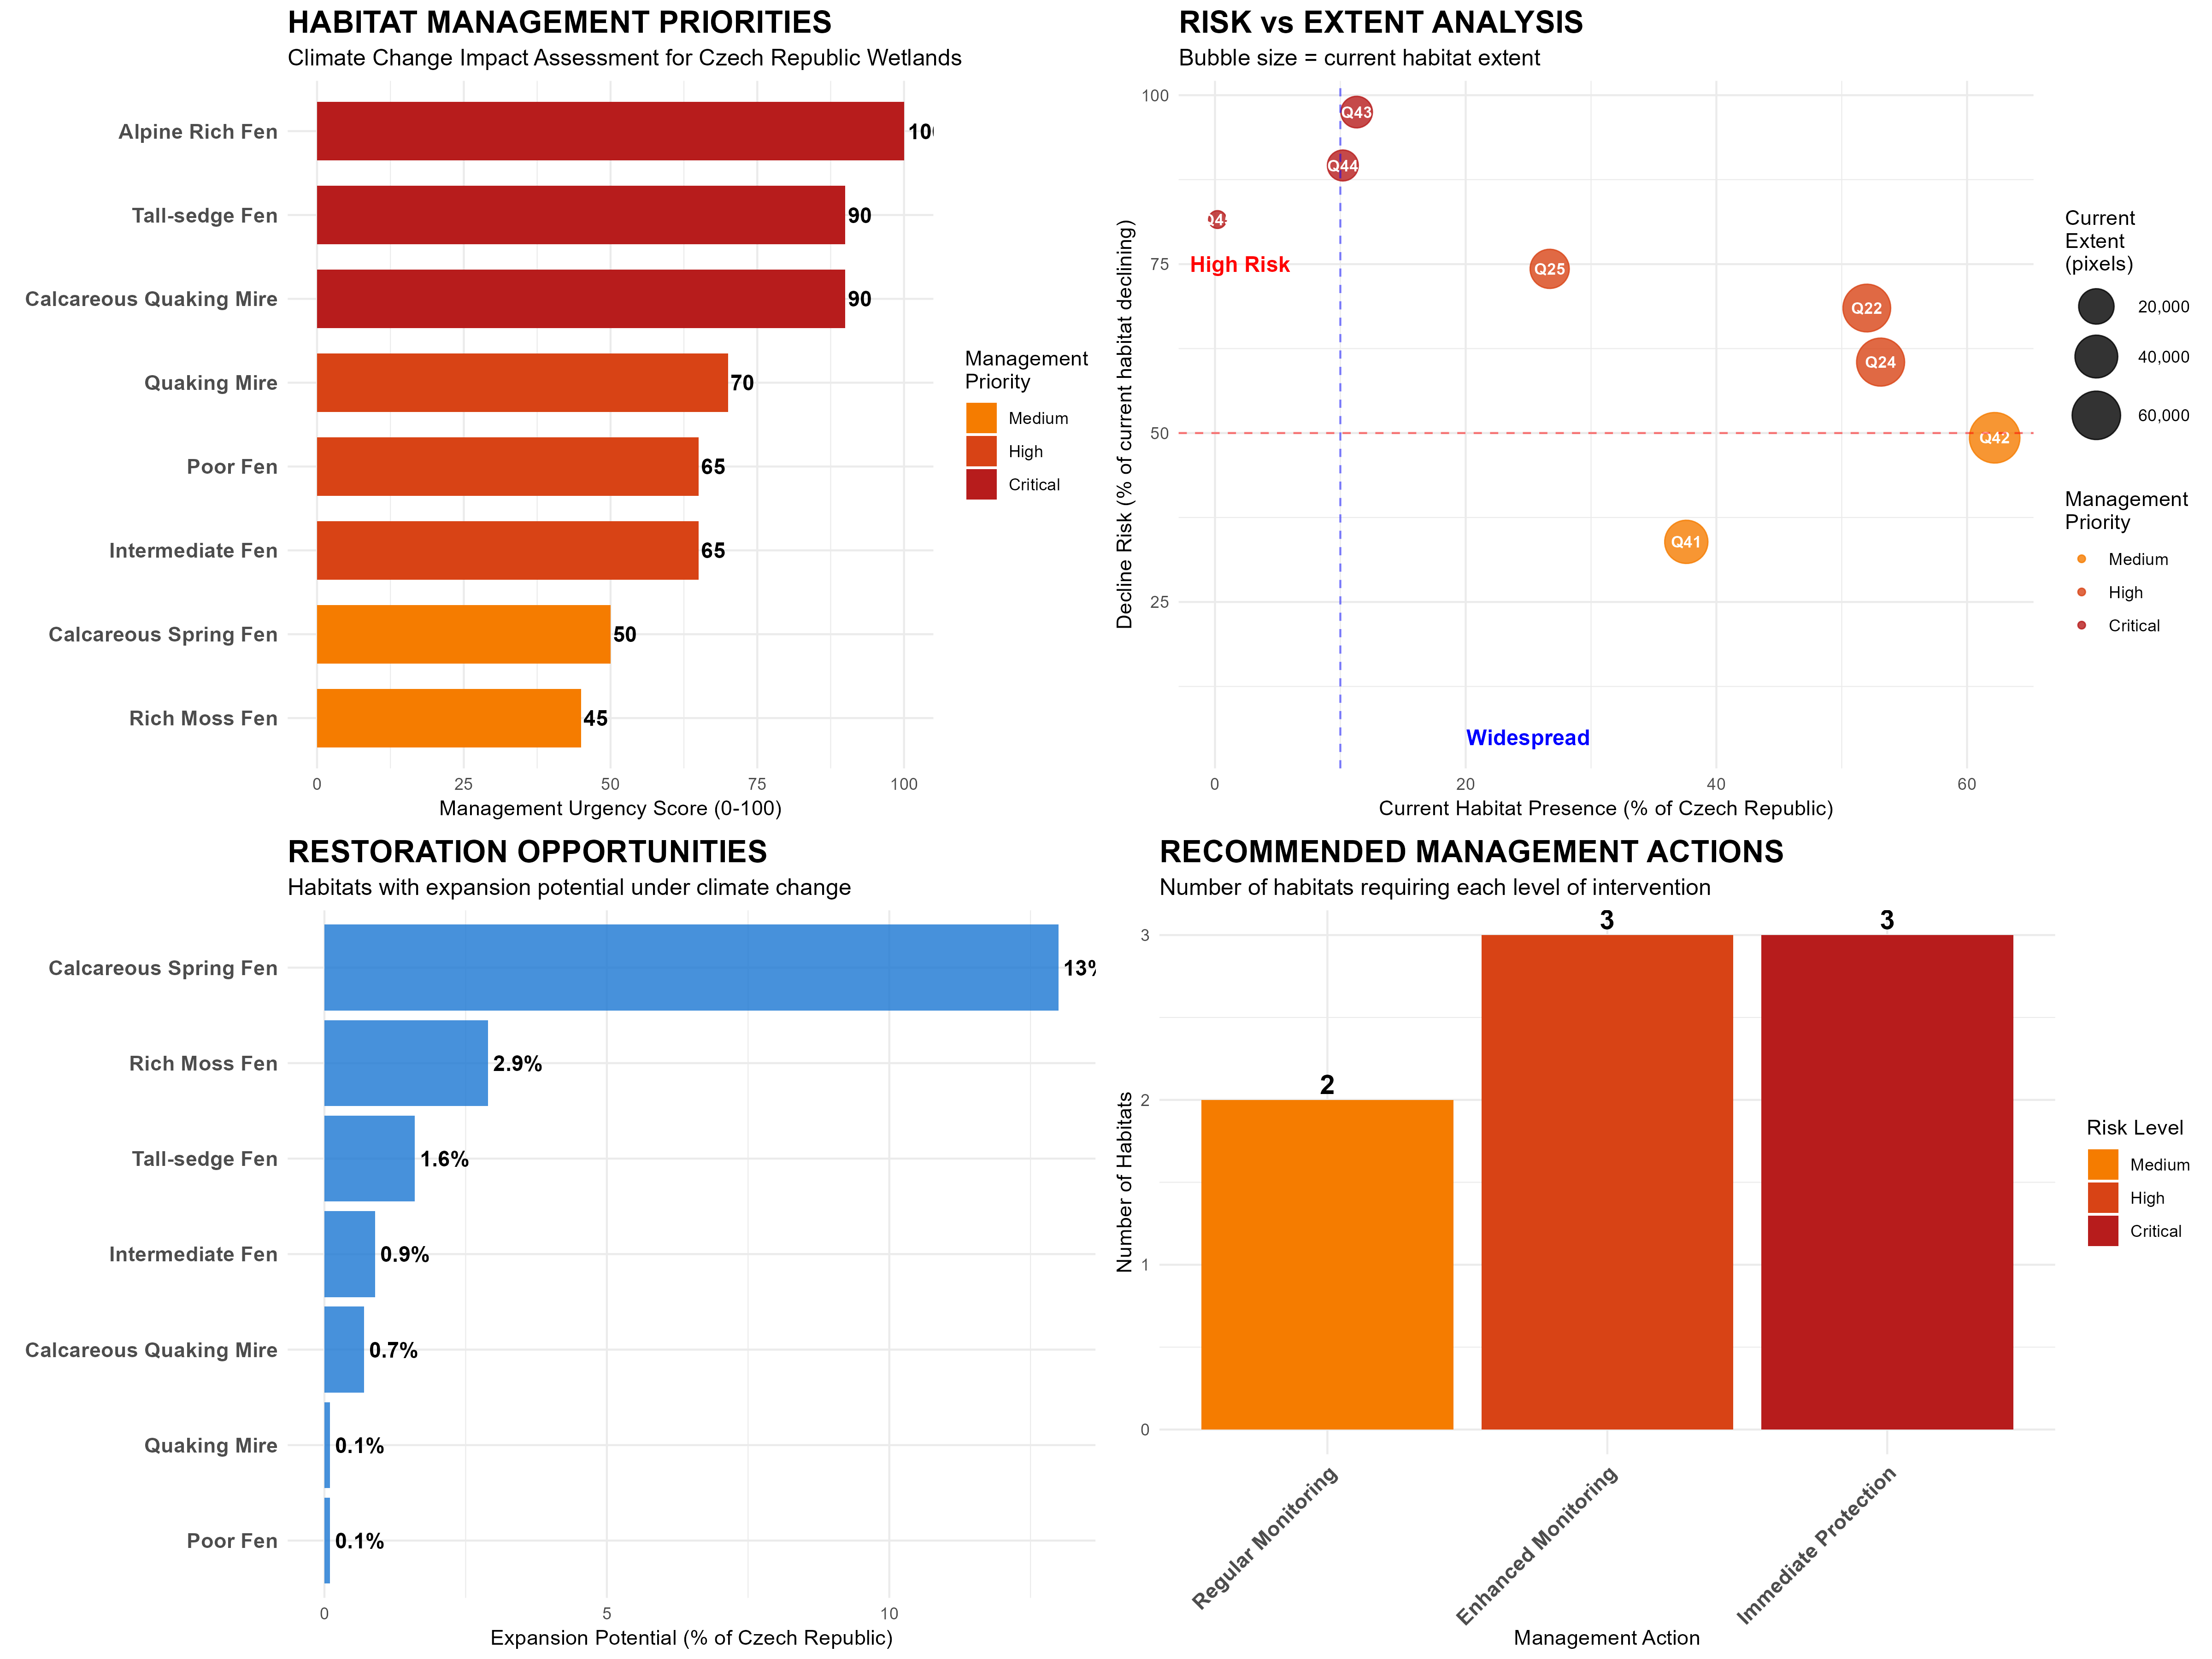 HABITAT MANAGEMENT PRIORITIES
Climate Change Impact Assessment for Czech Republic Wetlands
Alpine Rich Fen
Tall-sedge Fen
90
Calcareous Quaking Mire
90
Quaking Mire
70
Poor Fen
65
Intermediate Fen
65
Calcareous Spring Fen
50
Rich Moss Fen
45
0
25
50
75
100
Management Urgency Score (0-100)
Management
Priority
Medium
High
Critical
RISK vs EXTENT ANALYSIS
Bubble size = current habitat extent
Decline Risk (% of current habitat declining)
100
75
50
25
Q43
Q44
High Risk
Q25
Q22
Q24
Q42
Q41
Widespread
0
20
40
60
Current Habitat Presence (% of Czech Republic)
Current
Extent
(pixels)
20,000
40,000
60,000
Management
Priority
Medium
High
Critical
RESTORATION OPPORTUNITIES
Habitats with expansion potential under climate change
Calcareous Spring Fen
13%
Rich Moss Fen
2.9%
Tall-sedge Fen
1.6%
Intermediate Fen
0.9%
Calcareous Quaking Mire
0.7%
Quaking Mire
0.1%
Poor Fen
0.1%
0
5
10
Expansion Potential (% of Czech Republic)
RECOMMENDED MANAGEMENT ACTIONS
Number of habitats requiring each level of intervention
Number of Habitats
3
2
1
0
2
3
3
Regular Monitoring
Enhanced Monitoring
Immediate Protection
Management Action
Risk Level
Medium
High
Critical